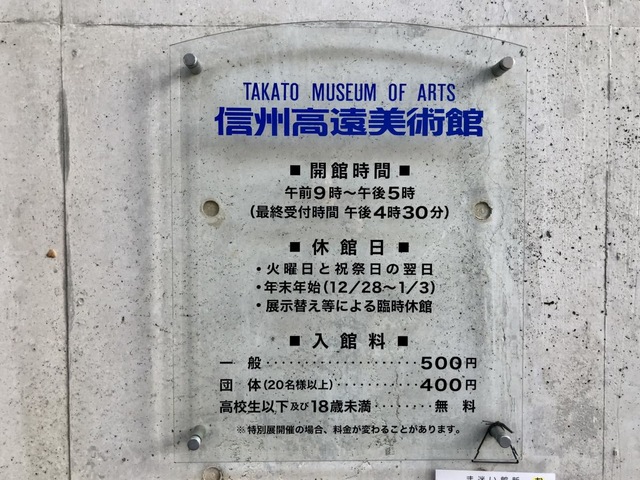 TAKATO MUSEUM OF ARTS
信州高遠美術館
■ 開館時間 ■
午前9時～午後5時
(最終受付時間 午後4時30分)
■ 休館日 ■
・火曜日と祝祭日の翌日
・年末年始(12/28～1/3)
・展示替え等による臨時休館
■ 入館料 ■
一般・・・・・・・・・・・・・・・・・・・・500円
団体(20名様以上)・・・・・・・・・・・400円
高校生以下及び18歳未満・・・・・・・・無料
※特別展開催の場合、料金が変わることがあります。